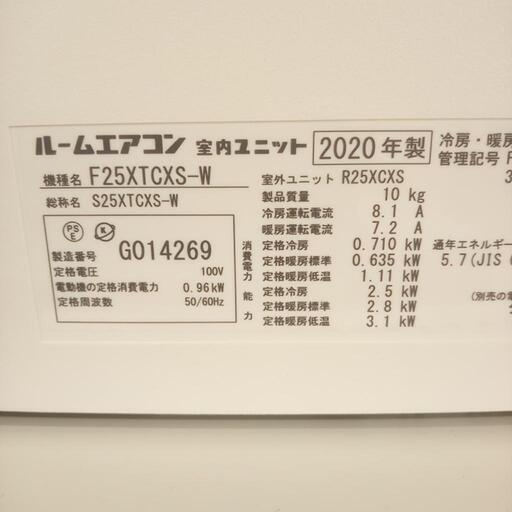 ルームエアコン 室内ユニット 2020年製 冷房・暖房
管理記号
機種名 F25XTCXS-W
総称名 S25XTCXS-W
PS E
製造番号 G014269
定格電圧 100V
電動機の定格消費電力 0.96kW
定格周波数 50/60Hz
室外ユニット R25XCXS
製品質量 10 kg
冷房運転電流 8.1 A
暖房運転電流 7.2 A
消費電力
定格冷房 0.710 kW
定格暖房標準 0.635 kW
定格暖房低温 1.11 kW
能力
定格冷房 2.5 kW
定格暖房標準 2.8 kW
定格暖房低温 3.1 kW
通年エネルギー
5.7(JIS
(別売の電